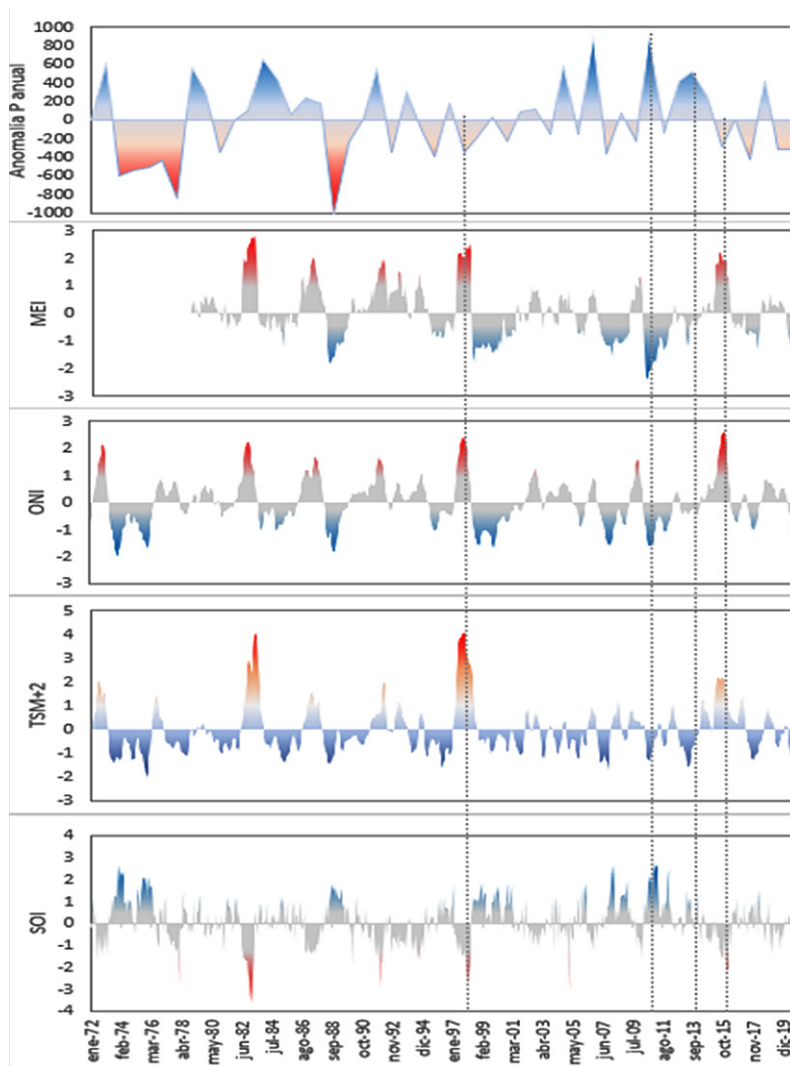 Anomalia P anual
1000
800
600
400
200
0
-200
-400
-600
-800
-1000
MEI
3
2
1
0
-1
-2
-3
ONI
3
2
1
0
-1
-2
-3
TSM+2
5
4
3
2
1
0
-1
-2
-3
SOI
4
3
2
1
0
-1
-2
-3
-4
ene-72
feb-74
mar-76
abr-78
may-80
jun-82
jul-84
ago-86
sep-88
oct-90
nov-92
dic-94
ene-97
feb-99
mar-01
abr-03
may-05
jun-07
jul-09
ago-11
sep-13
oct-15
nov-17
dic-19